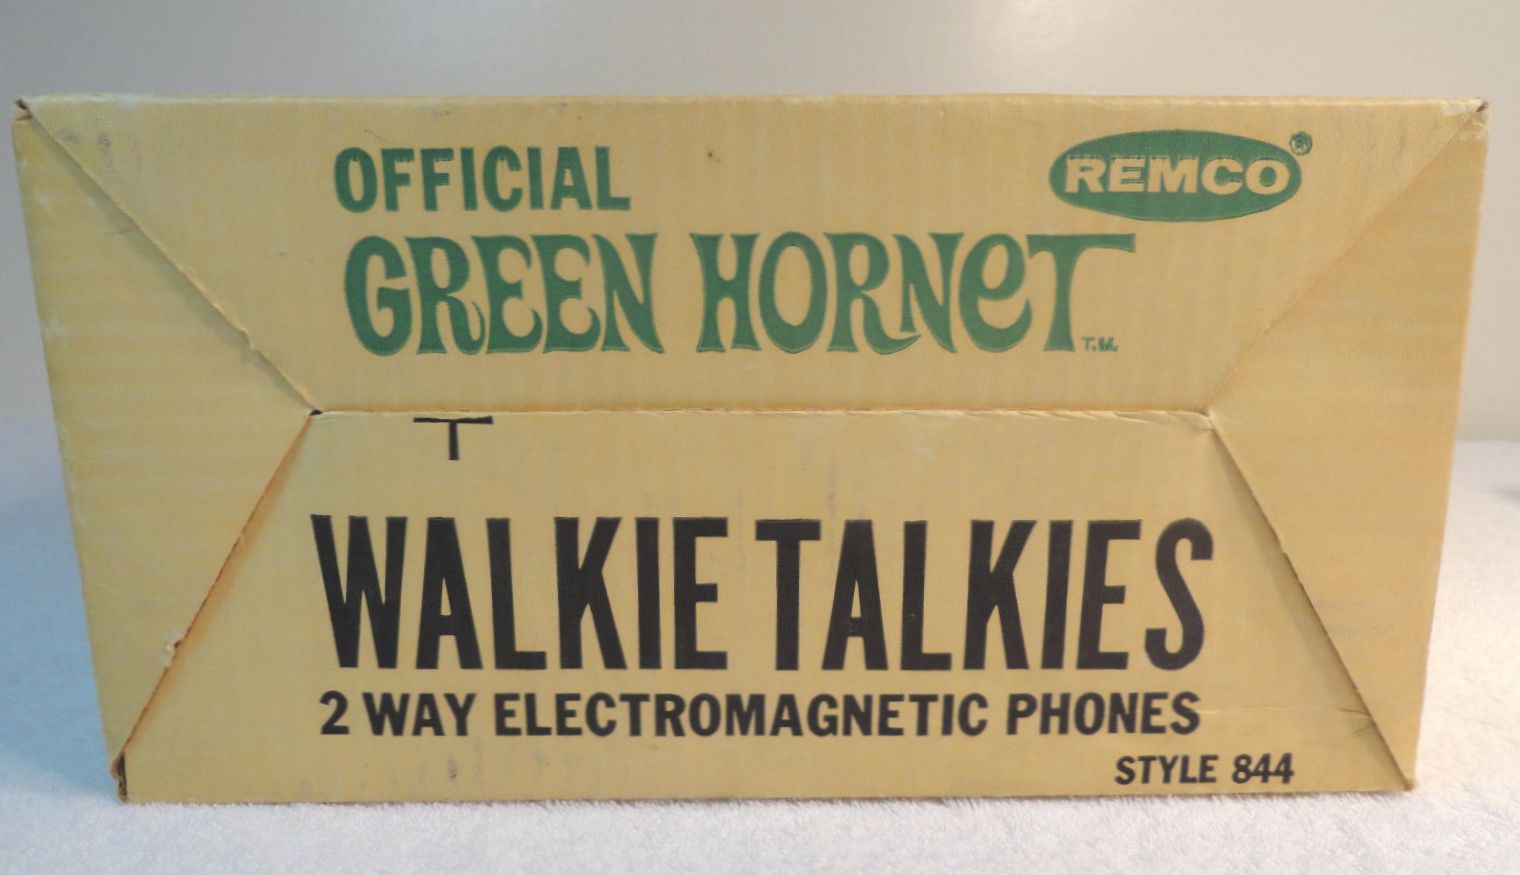 OFFICIAL
REMCO®
GREEN HORNeT T.M.
WALKIE TALKIES
2 WAY ELECTROMAGNETIC PHONES
STYLE 844